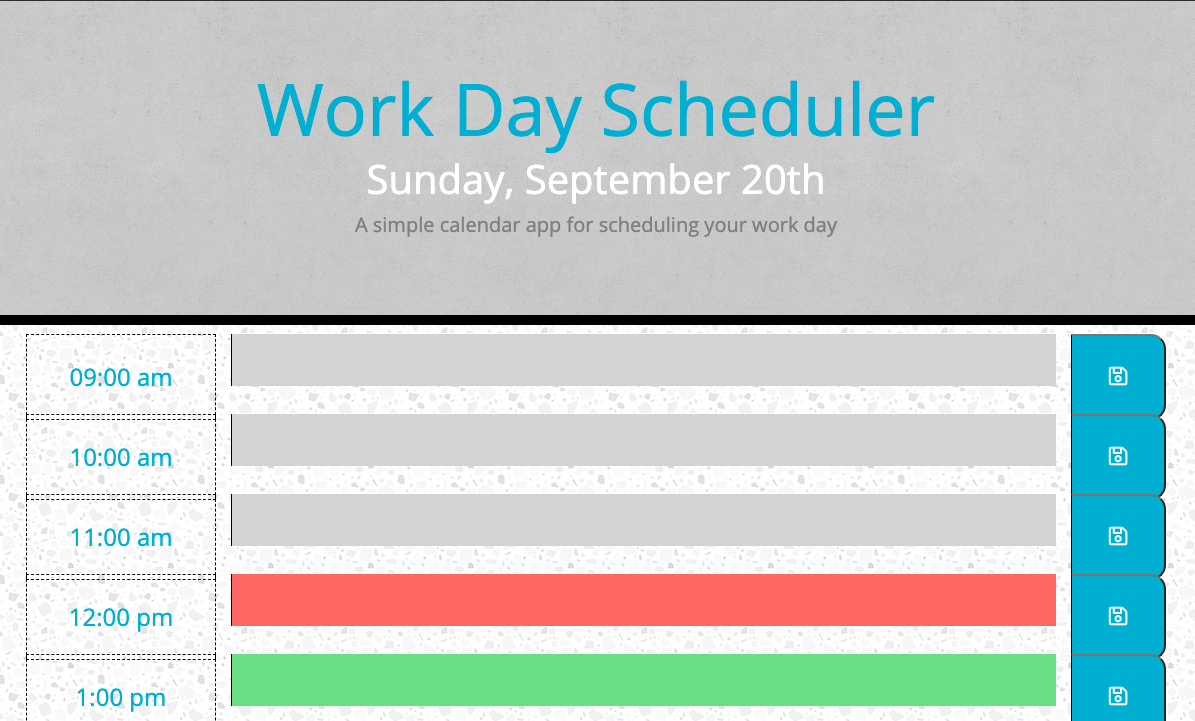 Work Day Scheduler
Sunday, September 20th
A simple calendar app for scheduling your work day
09:00 am
10:00 am
11:00 am
12:00 pm
1:00 pm